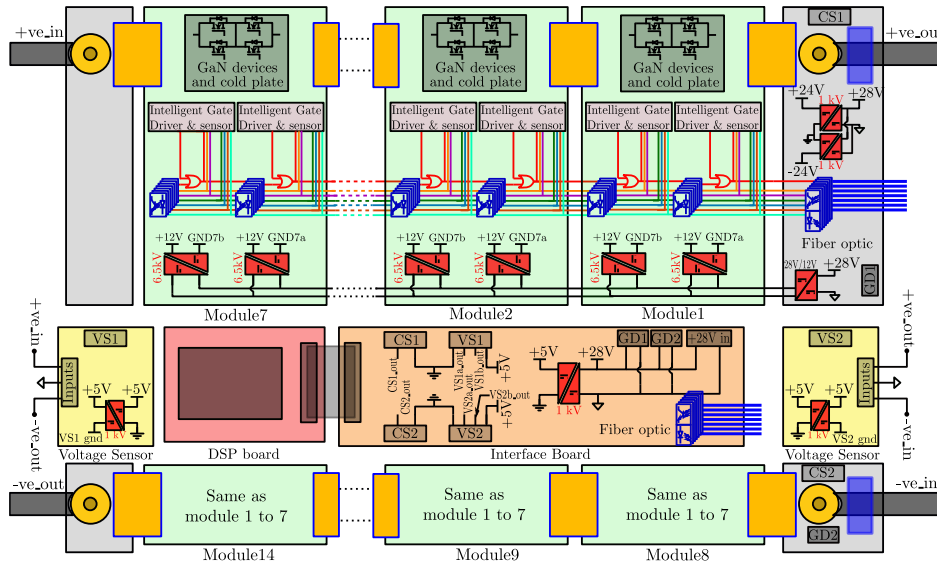 +ve_in
GaN devices
and cold plate
GaN devices
and cold plate
GaN devices
and cold plate
CS1
+ve_out
Intelligent Gate
Driver & sensor
Intelligent Gate
Driver & sensor
Intelligent Gate
Driver & sensor
Intelligent Gate
Driver & sensor
Intelligent Gate
Driver & sensor
Intelligent Gate
Driver & sensor
+24V
1 kV
+28V
-24V
1 kV
Fiber optic
+12V GND7b
+12V GND7a
+12V GND7b
+12V GND7a
+12V GND1b
+12V GND1a
6.5kV
6.5kV
6.5kV
6.5kV
6.5kV
6.5kV
28V/12V
+28V
GD1
Module7
Module2
Module1
+ve_in
-ve_out
VS1
Inputs
+5V
+5V
1 kV
VS1 gnd
Voltage Sensor
DSP board
CS1
CS1_out
CS2_out
CS2
VS1
VS1a_out
VS1b_out
+5V
VS2a_out
VS2b_out
+5V
VS2
+5V
+28V
1 kV
GD1
GD2
+28V in
Fiber optic
Interface Board
VS2
Inputs
+5V
+5V
1 kV
VS2 gnd
Voltage Sensor
+ve_out
-ve_in
-ve_out
Same as
module 1 to 7
Same as
module 1 to 7
Same as
module 1 to 7
CS2
GD2
-ve_in
Module14
Module9
Module8